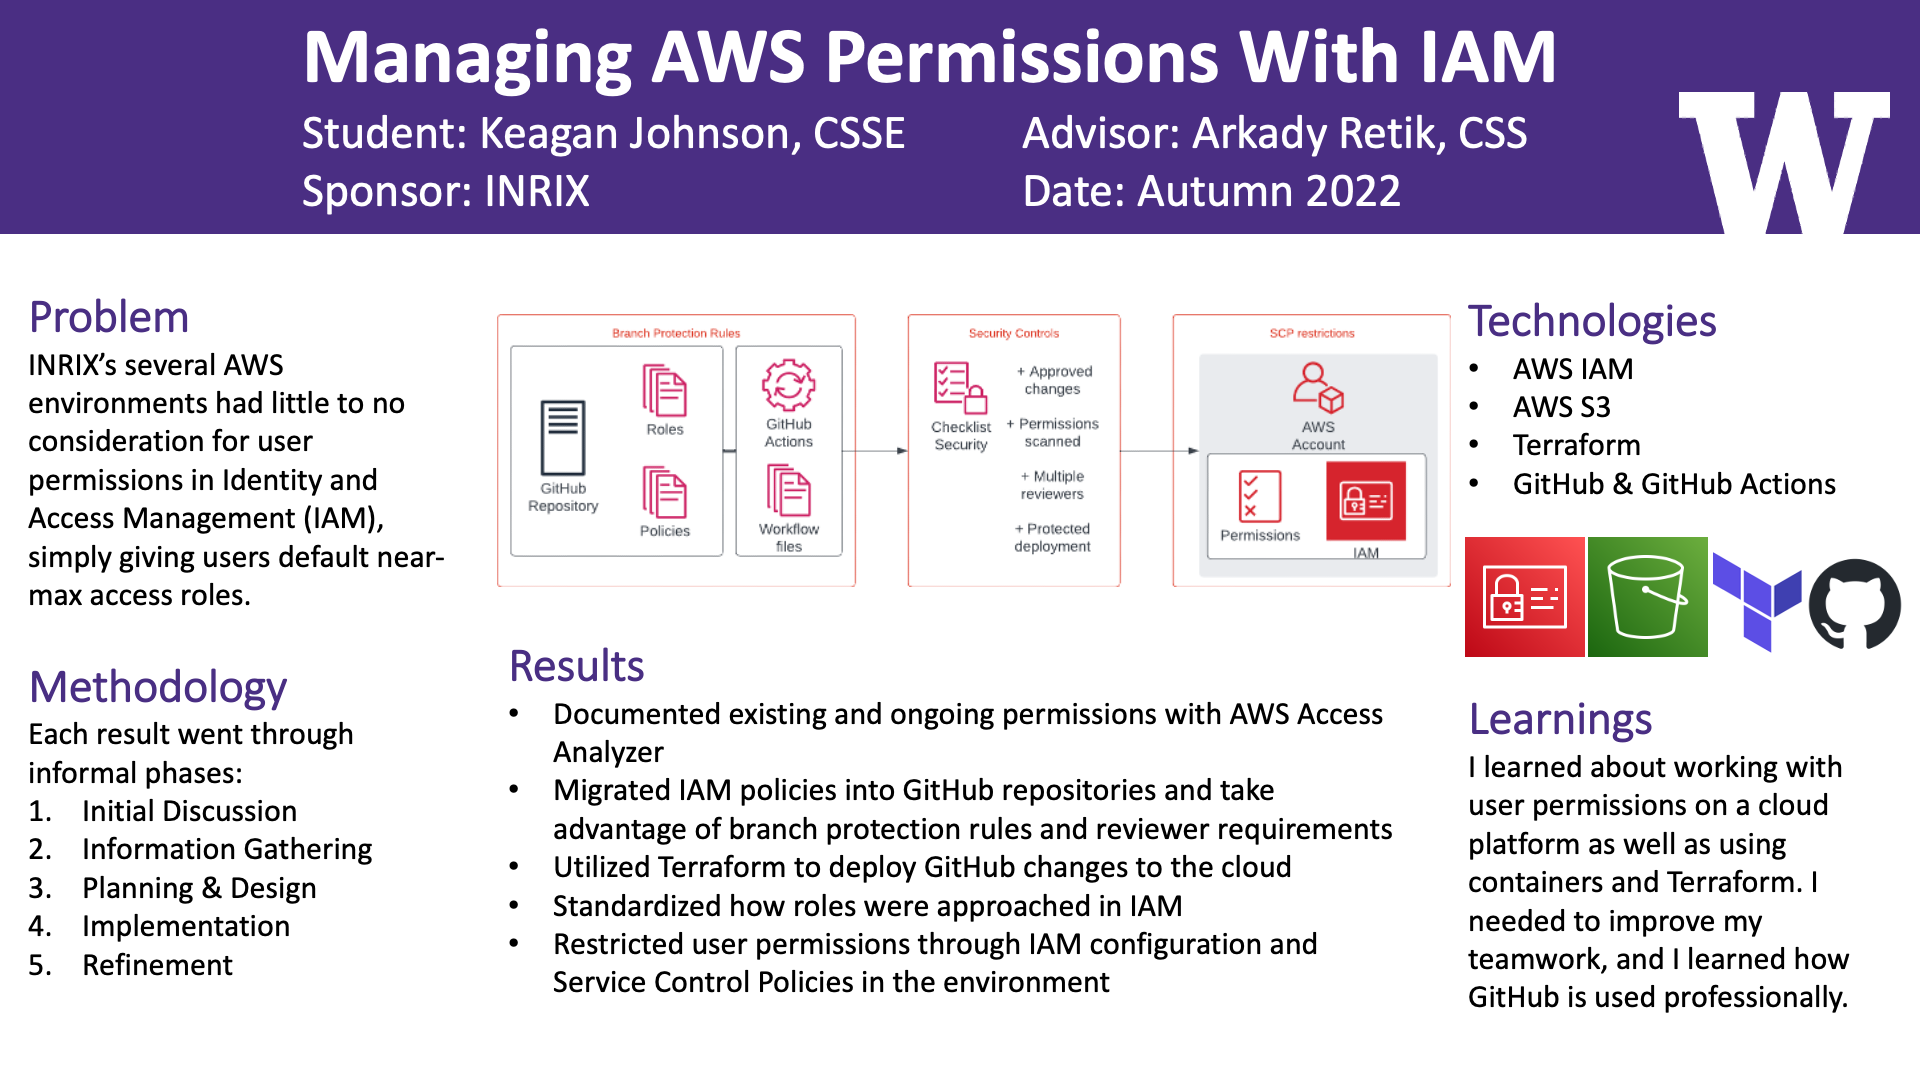 Managing AWS Permissions With IAM
Student: Keagan Johnson, CSSE
Advisor: Arkady Retik, CSS
Sponsor: INRIX
Date: Autumn 2022
W
Problem
INRIX’s several AWS
environments had little to no
consideration for user
permissions in Identity and
Access Management (IAM),
simply giving users default near-
max access roles.
Methodology
Each result went through
informal phases:
1. Initial Discussion
2. Information Gathering
3. Planning & Design
4. Implementation
5. Refinement
Branch Protection Rules
GitHub
Repository
Roles
Policies
GitHub
Actions
Workflow
files
Security Controls
Checklist
Security
+ Approved
changes
+ Permissions
scanned
+ Multiple
reviewers
+ Protected
deployment
SCP restrictions
AWS
Account
Permissions
IAM
Results
• Documented existing and ongoing permissions with AWS Access
Analyzer
• Migrated IAM policies into GitHub repositories and take
advantage of branch protection rules and reviewer requirements
• Utilized Terraform to deploy GitHub changes to the cloud
• Standardized how roles were approached in IAM
• Restricted user permissions through IAM configuration and
Service Control Policies in the environment
Technologies
• AWS IAM
• AWS S3
• Terraform
• GitHub & GitHub Actions
Learnings
I learned about working with
user permissions on a cloud
platform as well as using
containers and Terraform. I
needed to improve my
teamwork, and I learned how
GitHub is used professionally.